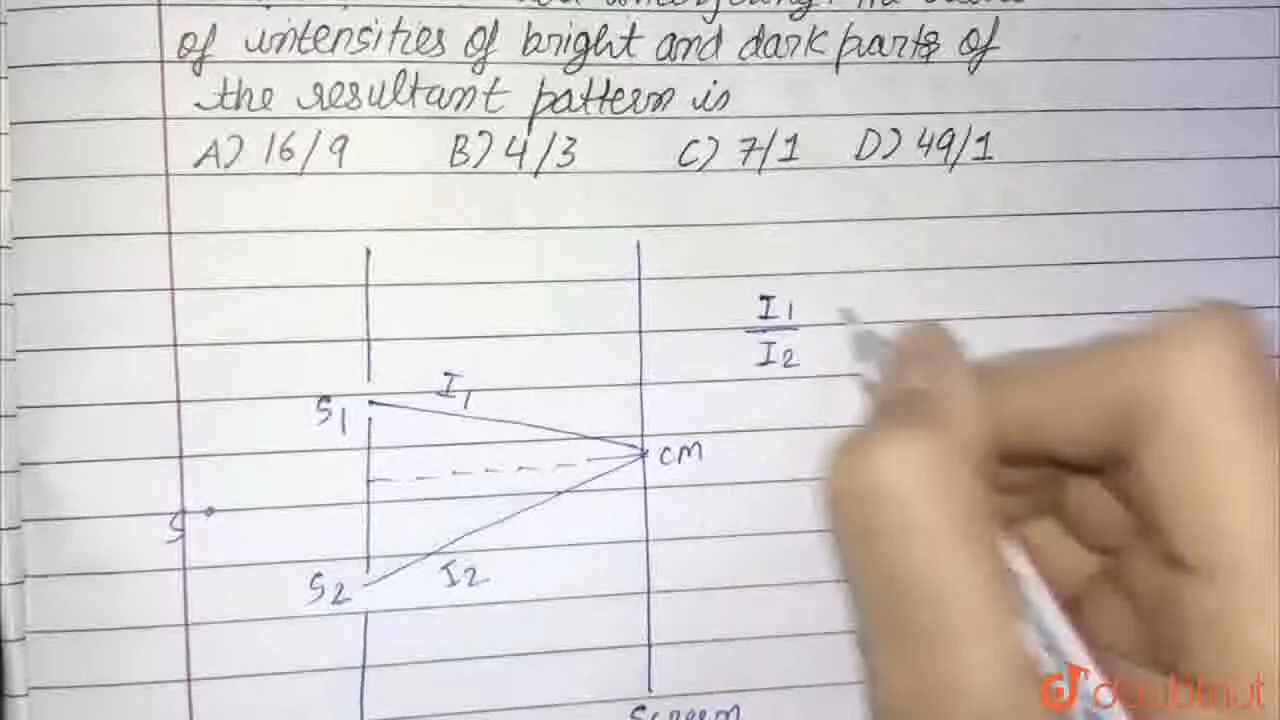 of intensities of bright and dark parts of
the resultant pattern is
A) 16/9 B) 4/3 C) 7/1 D) 49/1
I1
I2
S1
I1
CM
S
S2
I2
Screen
doubtnut